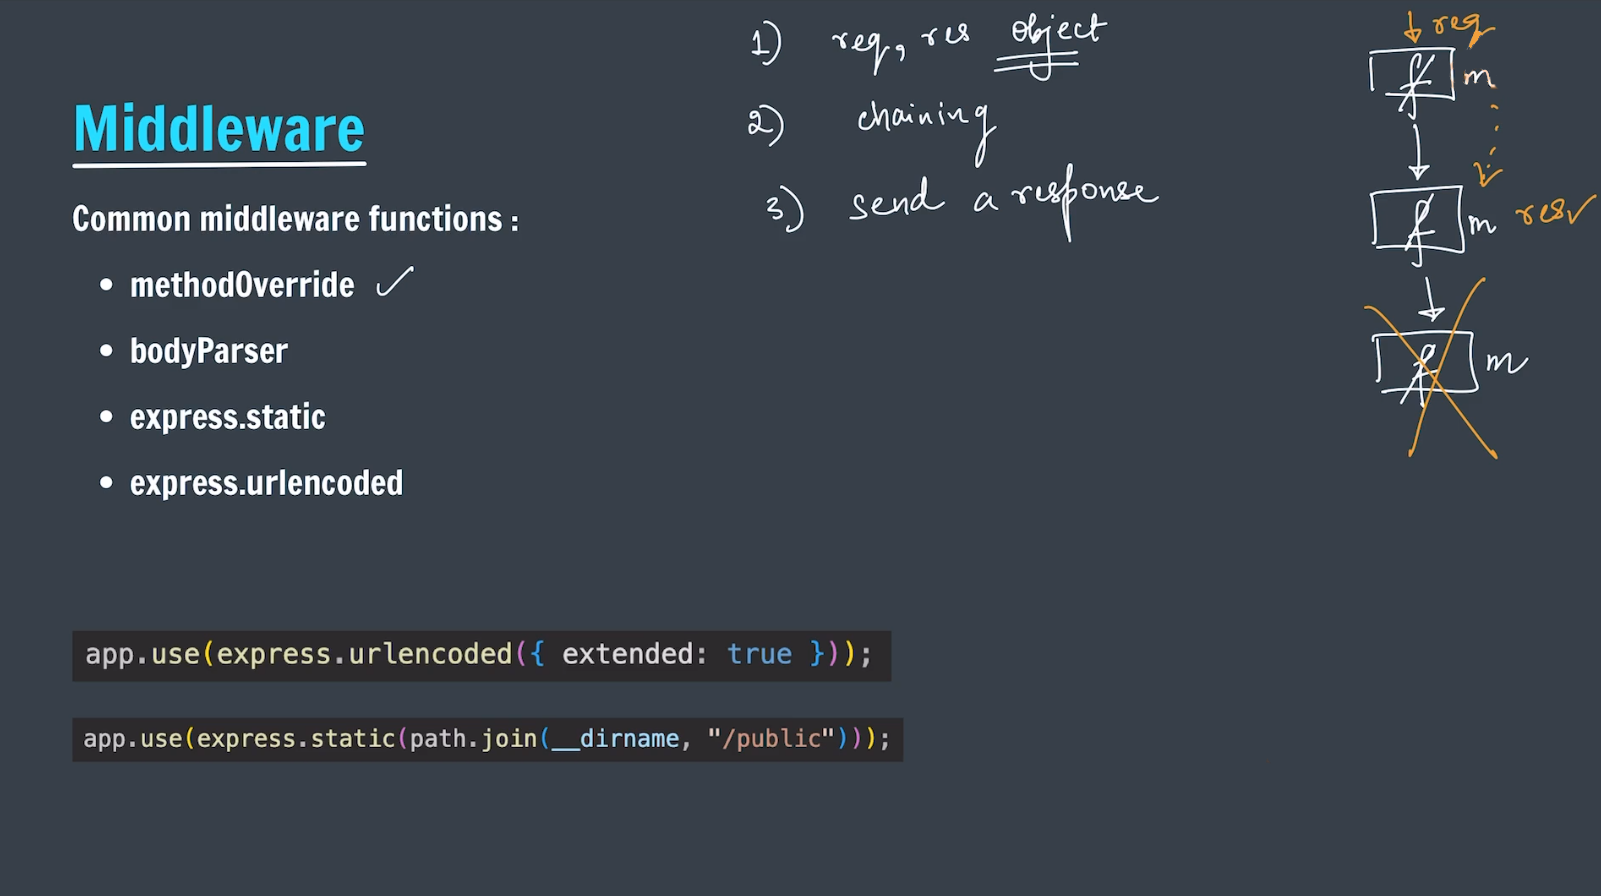 Middleware
Common middleware functions :
• methodOverride ✓
• bodyParser
• express.static
• express.urlencoded
app.use(express.urlencoded({ extended: true }));
app.use(express.static(path.join(__dirname, "/public")));
1) req, res object
2) chaining
3) send a response
req
f m
f m res✓
f m